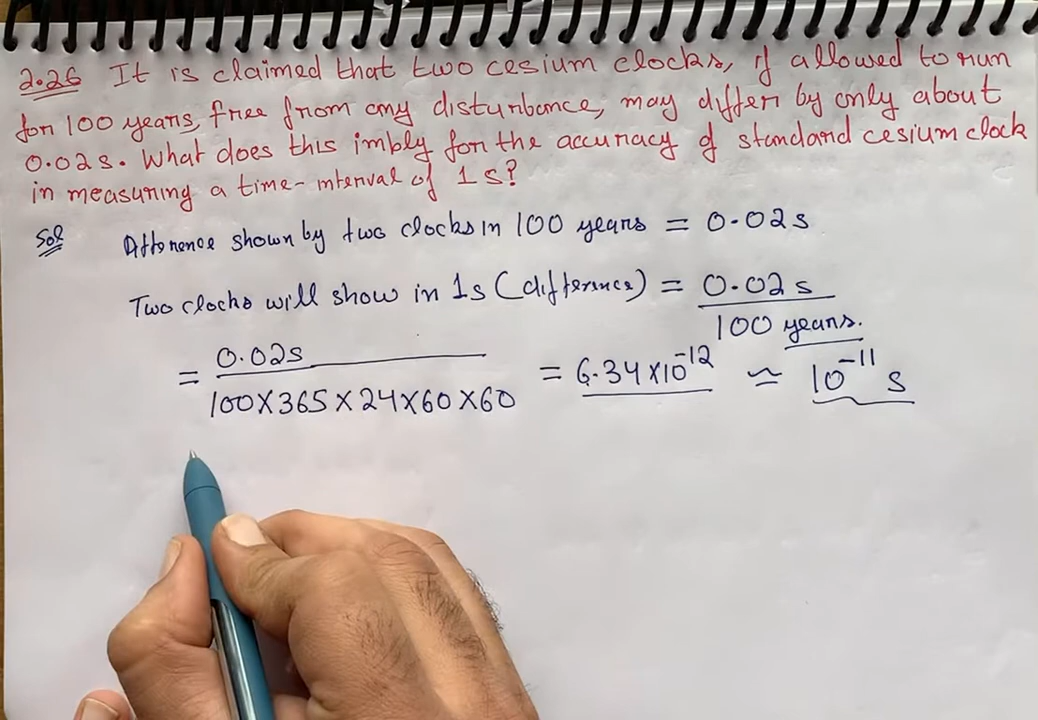 2.26 It is claimed that two cesium clocks, if allowed to run
for 100 years, free from any disturbance, may differ by only about
0.02s. What does this imbly for the accuracy of standard cesium clock
in measuring a time-interval of 1s?
Sol Difference shown by two clocks in 100 years = 0.02s
Two clocks will show in 1s (difference) = 0.02s / 100 years.
= 0.02s / 100×365×24×60×60 = 6.34×10⁻¹² ≃ 10⁻¹¹ s